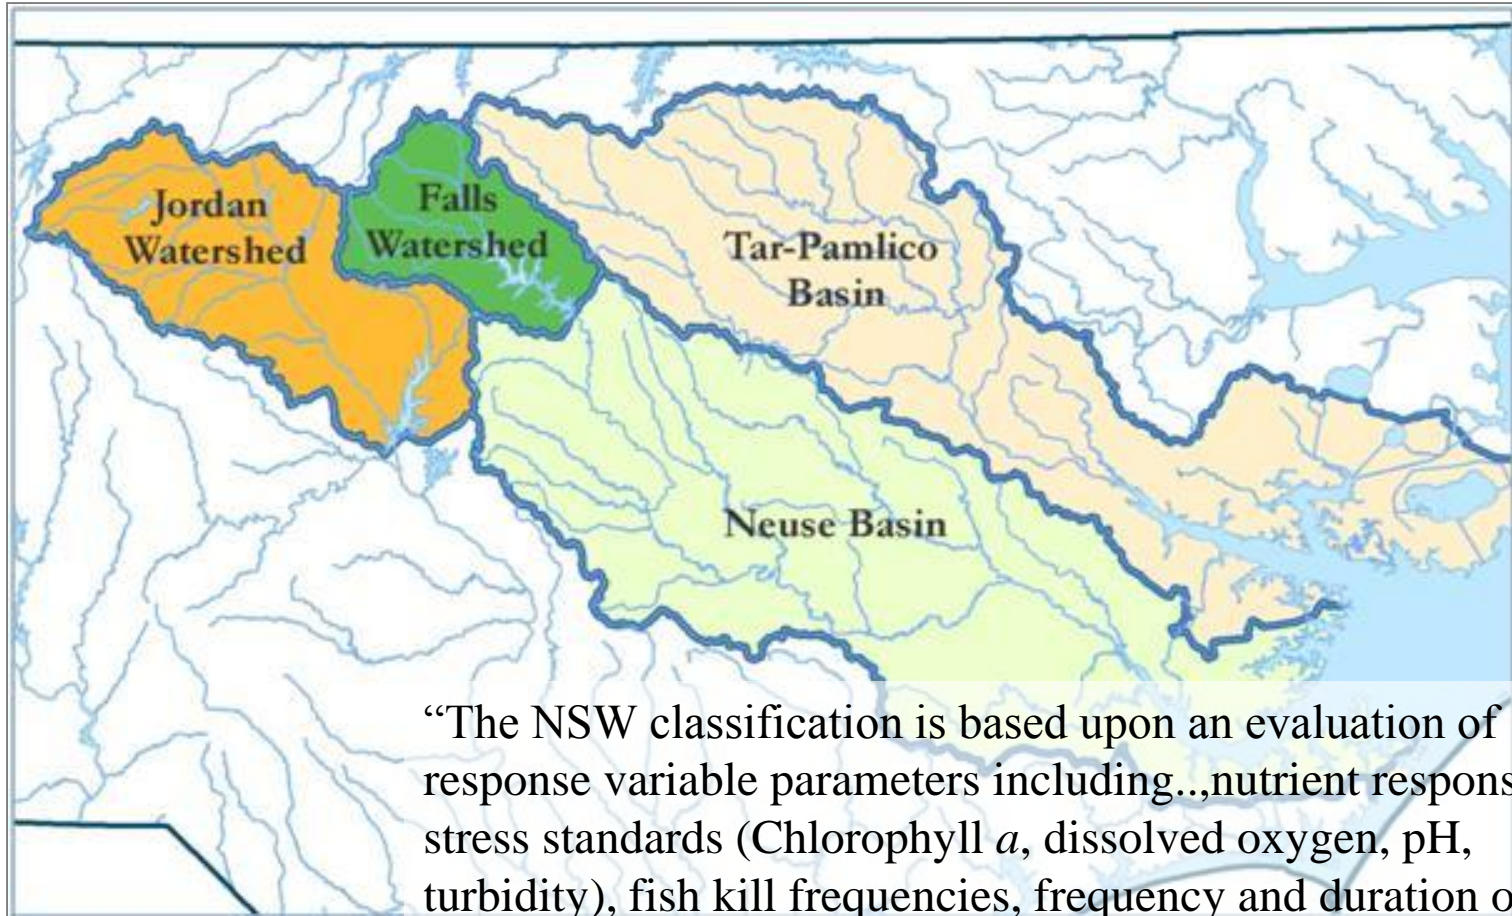 Jordan
Watershed
Falls
Watershed
Tar-Pamlico
Basin
Neuse Basin
“The NSW classification is based upon an evaluation of
response variable parameters including..,nutrient respons
stress standards (Chlorophyll a, dissolved oxygen, pH,
turbidity), fish kill frequencies, frequency and duration o